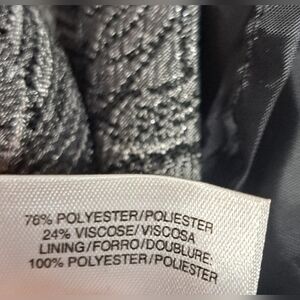 76% POLYESTER/POLIESTER
24% VISCOSE/VISCOSA
LINING/FORRO/DOUBLURE:
100% POLYESTER/POLIESTER